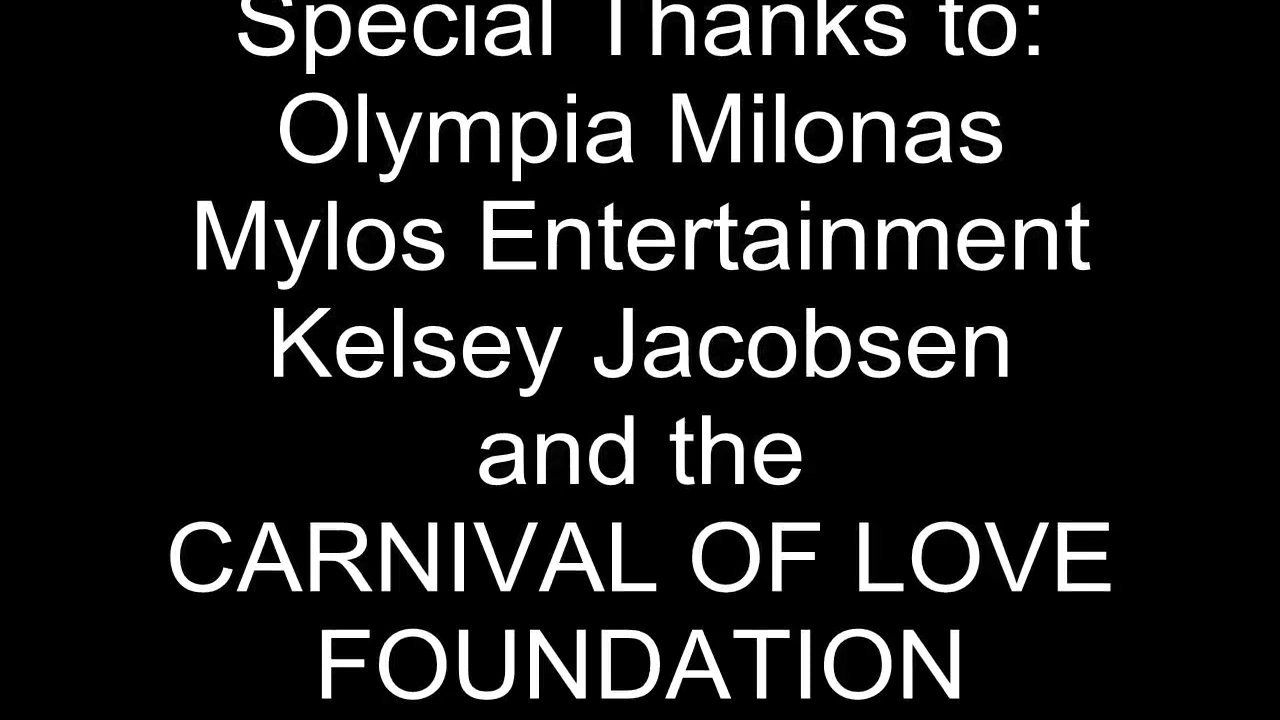 Special Thanks to:
Olympia Milonas
Mylos Entertainment
Kelsey Jacobsen
and the
CARNIVAL OF LOVE
FOUNDATION